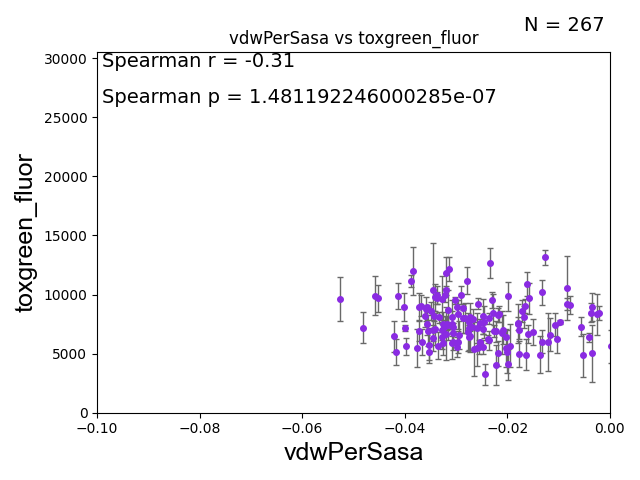 N = 267
vdwPerSasa vs toxgreen_fluor
Spearman r = -0.31
Spearman p = 1.481192246000285e-07
30000
25000
20000
15000
10000
5000
0
toxgreen_fluor
−0.10 −0.08 −0.06 −0.04 −0.02 0.00
vdwPerSasa